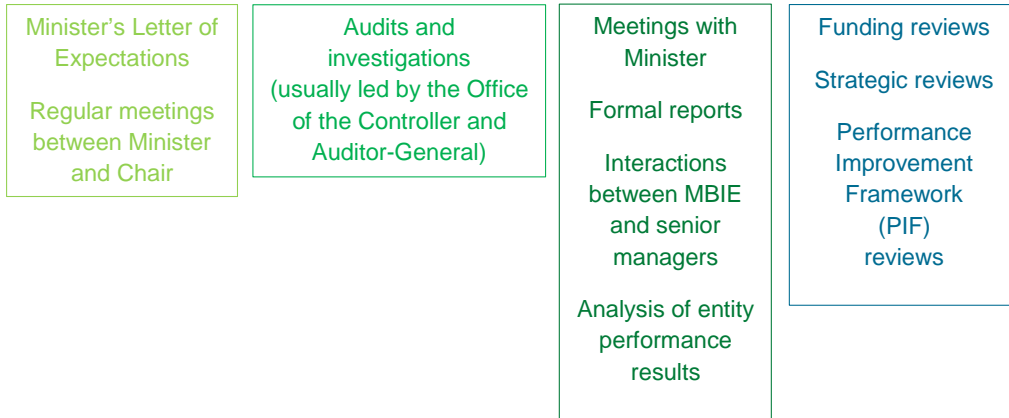 Minister's Letter of
Expectations
Regular meetings
between Minister
and Chair
Audits and
investigations
(usually led by the Office
of the Controller and
Auditor-General)
Meetings with
Minister
Formal reports
Interactions
between MBIE
and senior
managers
Analysis of entity
performance
results
Funding reviews
Strategic reviews
Performance
Improvement
Framework
(PIF)
reviews